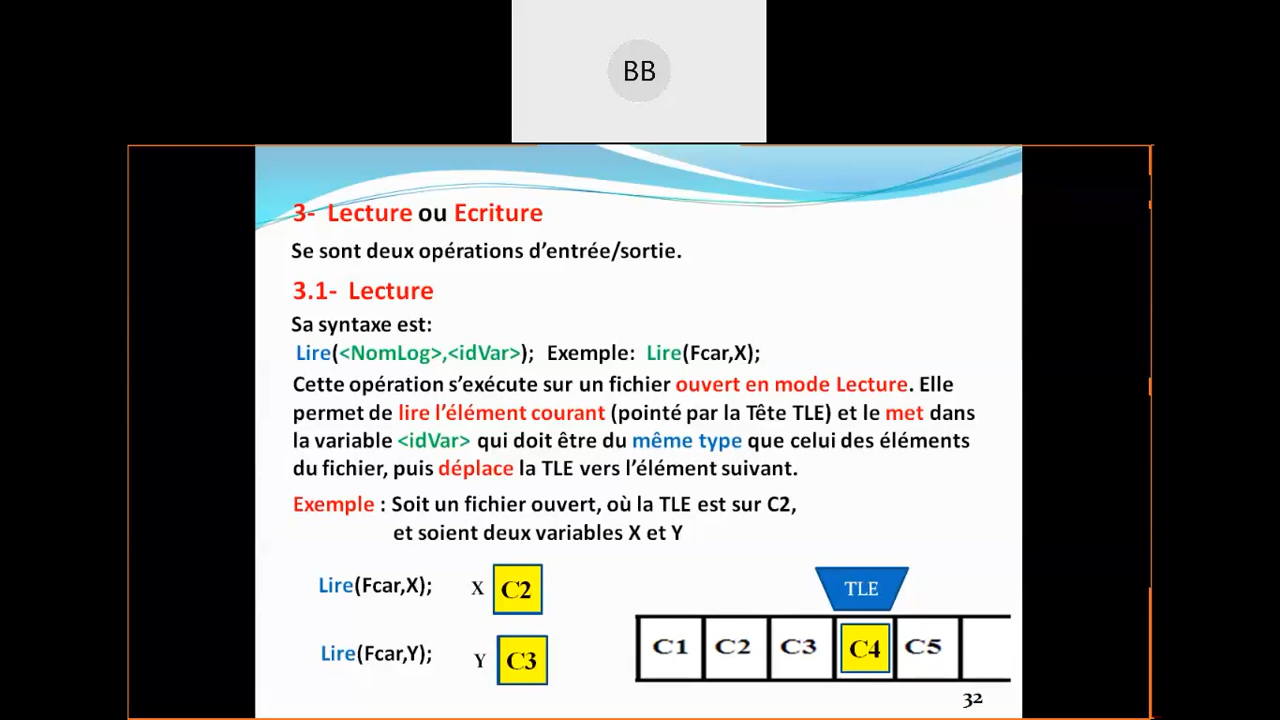 BB
3- Lecture ou Ecriture
Se sont deux opérations d’entrée/sortie.
3.1- Lecture
Sa syntaxe est:
Lire(<NomLog>,<idVar>); Exemple: Lire(Fcar,X);
Cette opération s’exécute sur un fichier ouvert en mode Lecture. Elle
permet de lire l’élément courant (pointé par la Tête TLE) et le met dans
la variable <idVar> qui doit être du même type que celui des éléments
du fichier, puis déplace la TLE vers l’élément suivant.
Exemple : Soit un fichier ouvert, où la TLE est sur C2,
et soient deux variables X et Y
Lire(Fcar,X); X C2
TLE
Lire(Fcar,Y); Y C3
C1 C2 C3 C4 C5
32